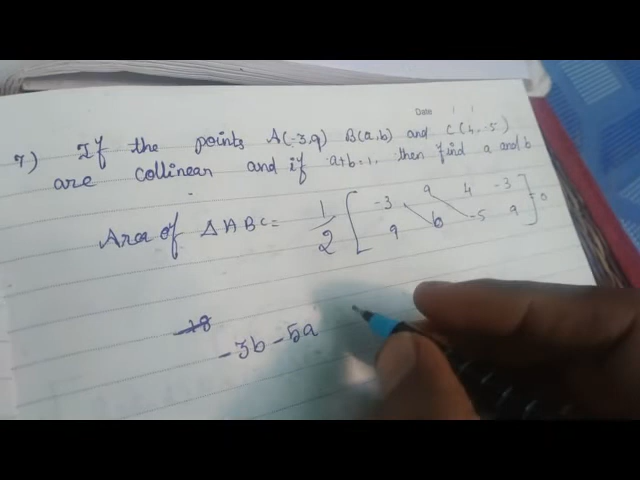 Date
7) If the points A(-3,9) B(a,b) and C(4,-5)
are collinear and if a+b=1, then find a and b
Area of ΔABC = 1/2 [ -3 a 4 -3
9 b -5 9 ] = 0
-18
-3b -5a